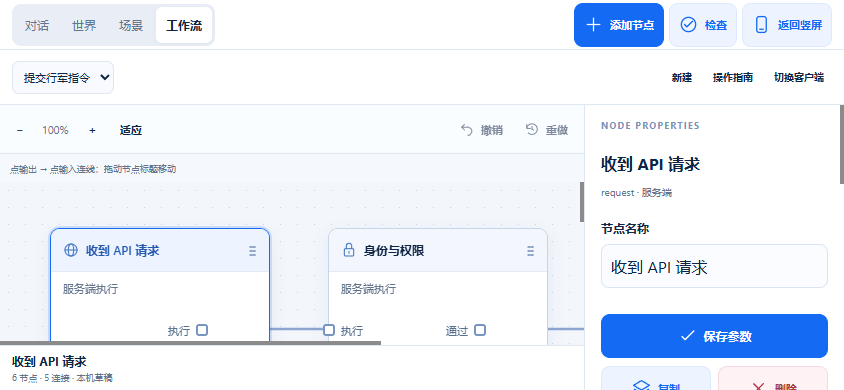 对话 世界 场景 工作流 添加节点 检查 返回竖屏
提交行军指令 新建 操作指南 切换客户端
− 100% + 适应 撤销 重做
点输出 → 点输入连线；拖动节点标题移动
收到 API 请求
服务端执行
执行
身份与权限
服务端执行
执行 通过
收到 API 请求
6 节点 · 5 连接 · 本机草稿
NODE PROPERTIES
收到 API 请求
request · 服务端
节点名称
收到 API 请求
保存参数
复制 删除